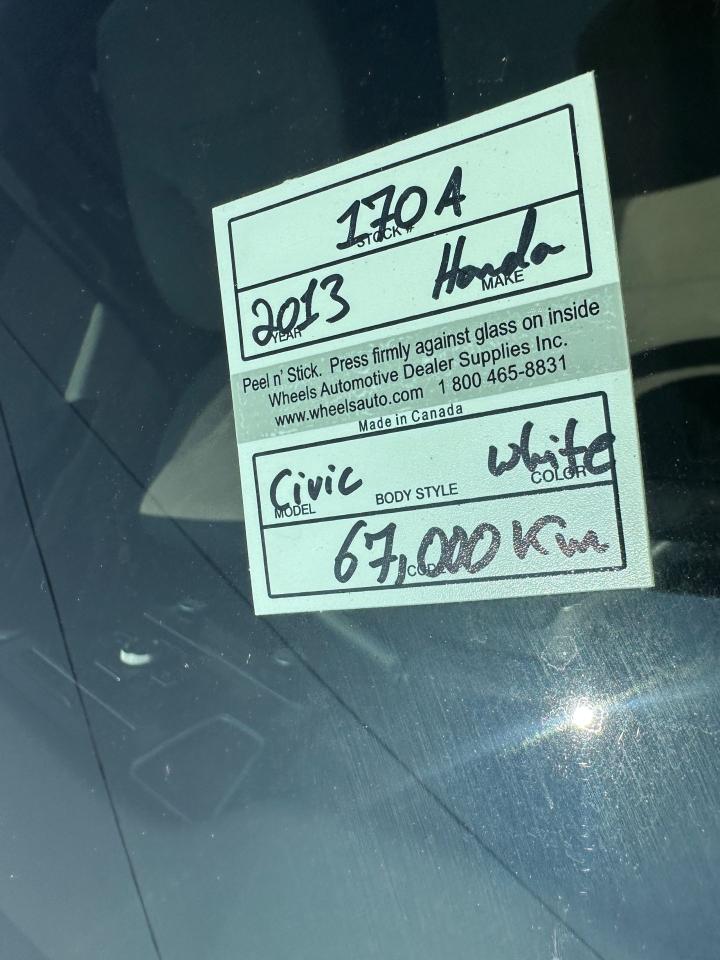 170A
STOCK #
2013 Honda
YEAR MAKE
Peel n' Stick. Press firmly against glass on inside
Wheels Automotive Dealer Supplies Inc.
www.wheelsauto.com 1 800 465-8831
Made in Canada
Civic White
MODEL BODY STYLE COLOR
67,000 Km
CODE